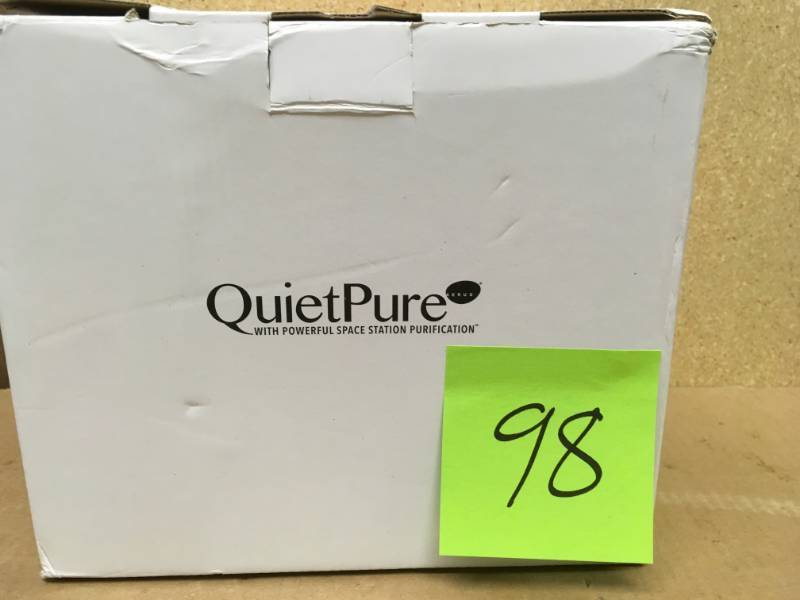 QuietPure
WITH POWERFUL SPACE STATION PURIFICATION™
98